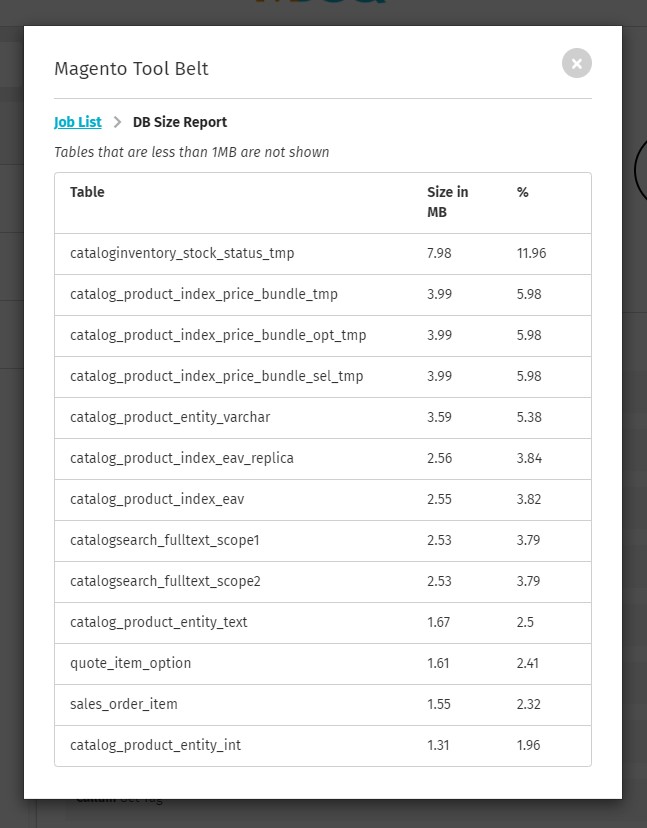 Magento Tool Belt
Job List > DB Size Report
Tables that are less than 1MB are not shown
Table Size in MB %
cataloginventory_stock_status_tmp 7.98 11.96
catalog_product_index_price_bundle_tmp 3.99 5.98
catalog_product_index_price_bundle_opt_tmp 3.99 5.98
catalog_product_index_price_bundle_sel_tmp 3.99 5.98
catalog_product_entity_varchar 3.59 5.38
catalog_product_index_eav_replica 2.56 3.84
catalog_product_index_eav 2.55 3.82
catalogsearch_fulltext_scope1 2.53 3.79
catalogsearch_fulltext_scope2 2.53 3.79
catalog_product_entity_text 1.67 2.5
quote_item_option 1.61 2.41
sales_order_item 1.55 2.32
catalog_product_entity_int 1.31 1.96